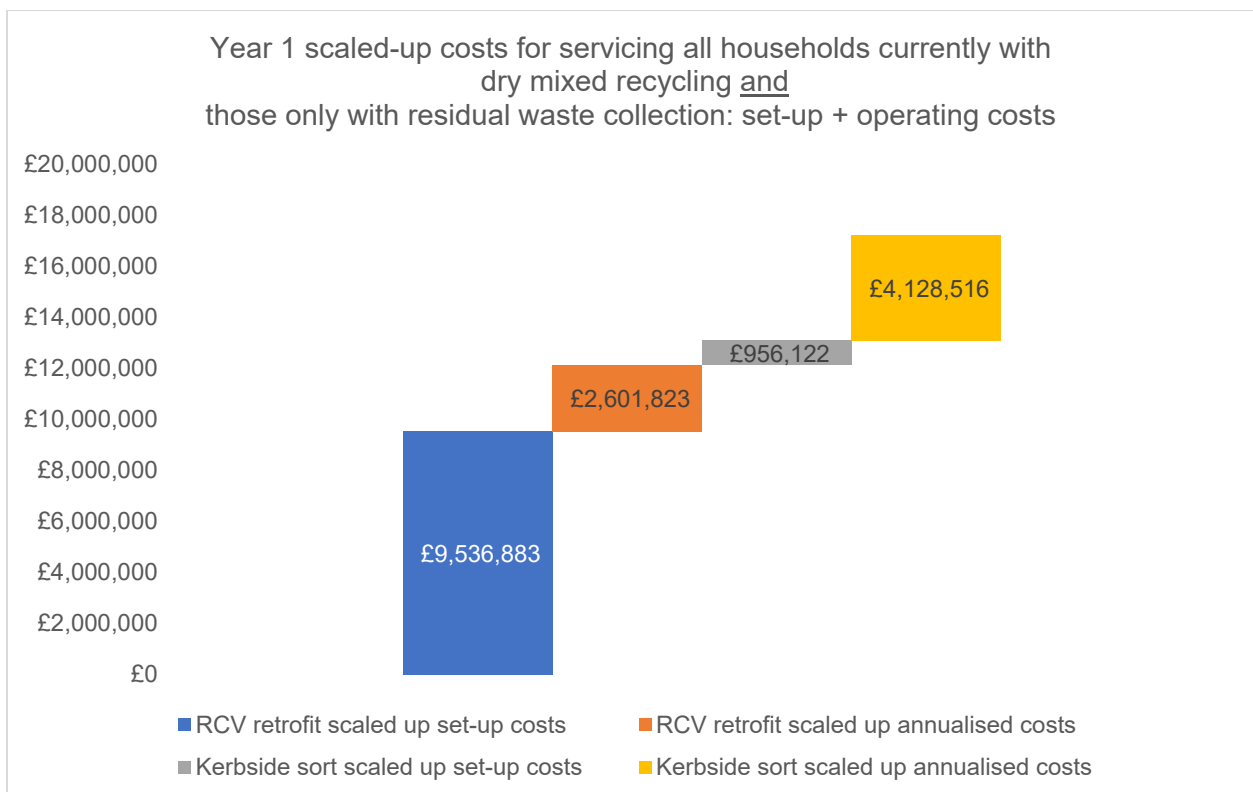 Year 1 scaled-up costs for servicing all households currently with
dry mixed recycling and
those only with residual waste collection: set-up + operating costs
£20,000,000
£18,000,000
£16,000,000
£14,000,000
£12,000,000
£10,000,000
£8,000,000
£6,000,000
£4,000,000
£2,000,000
£0
£4,128,516
£956,122
£2,601,823
£9,536,883
RCV retrofit scaled up set-up costs
RCV retrofit scaled up annualised costs
Kerbside sort scaled up set-up costs
Kerbside sort scaled up annualised costs